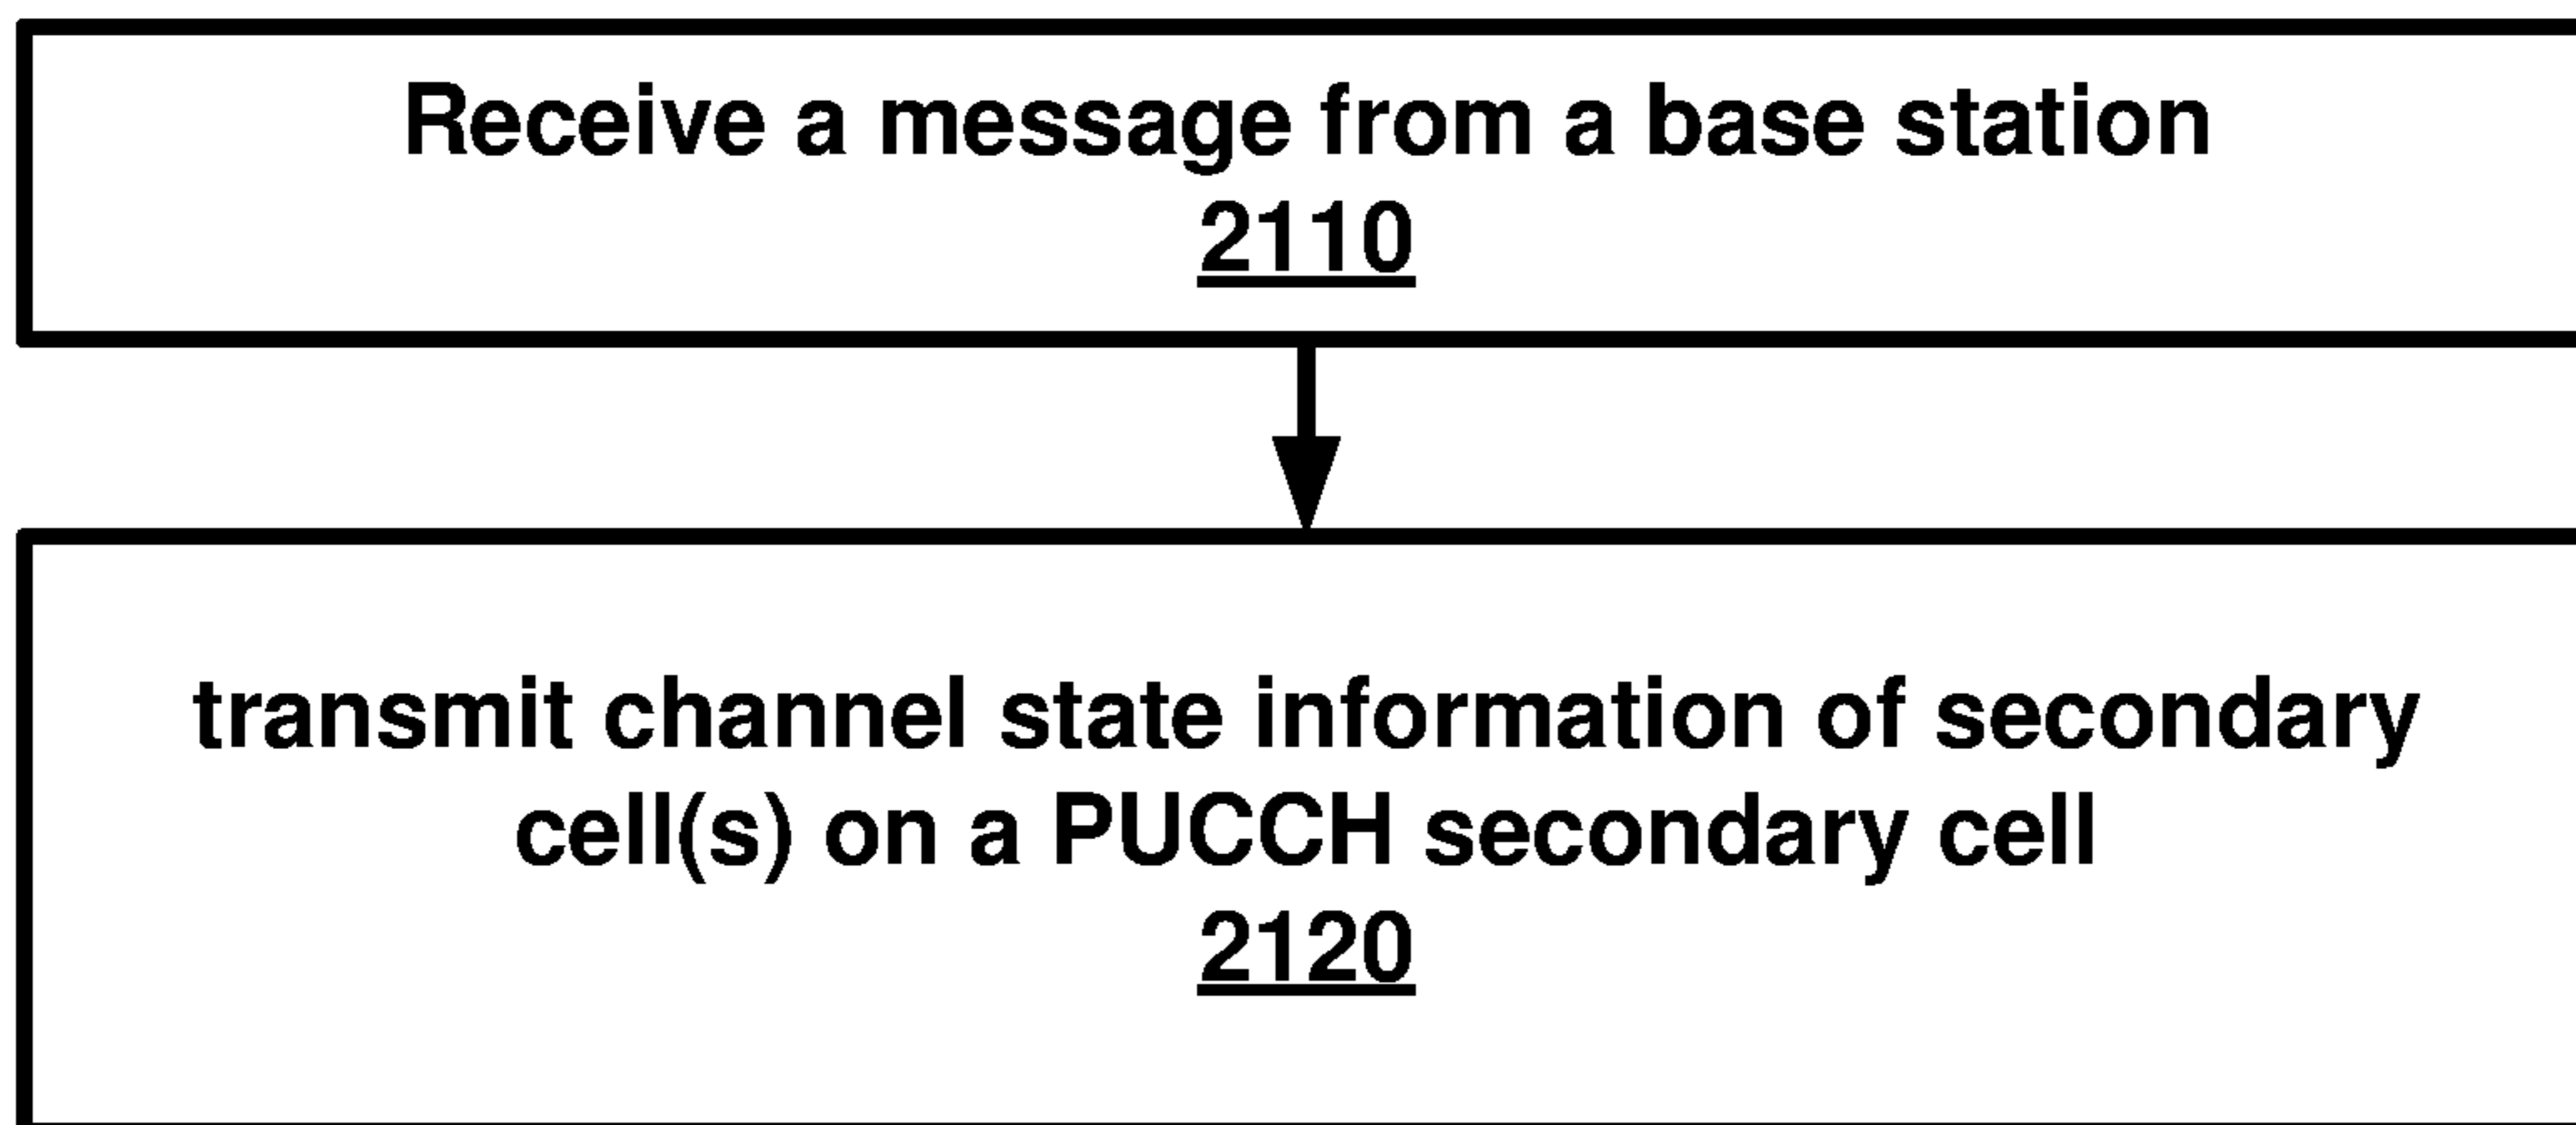 Receive a message from a base station
2110
transmit channel state information of secondary
cell(s) on a PUCCH secondary cell
2120